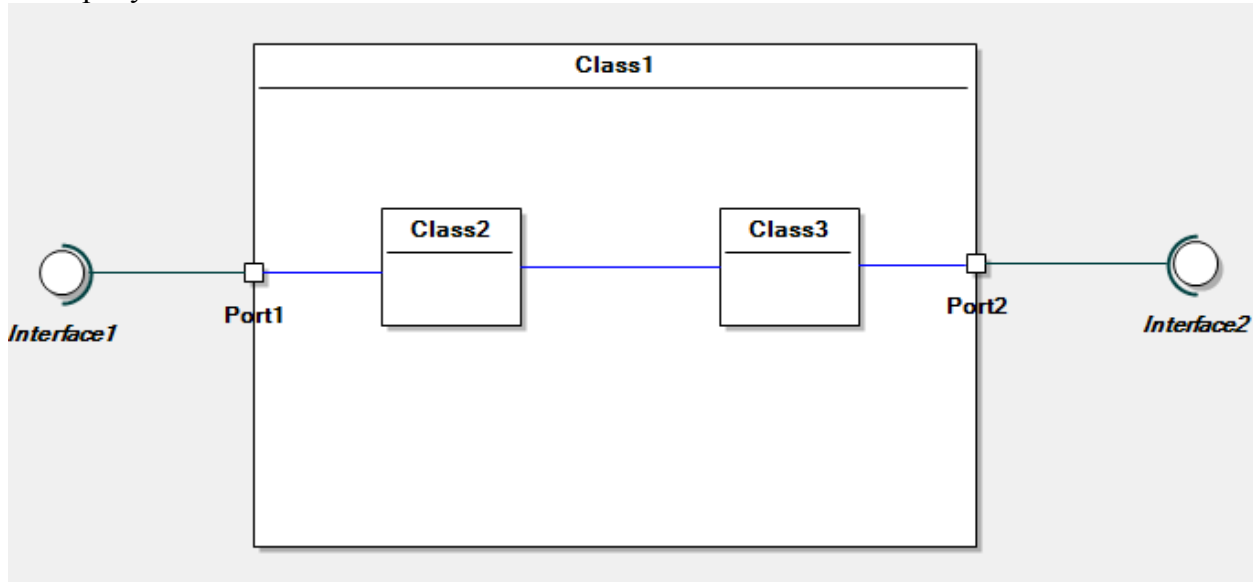 Class1
Class2
Class3
Port1
Port2
Interface1
Interface2